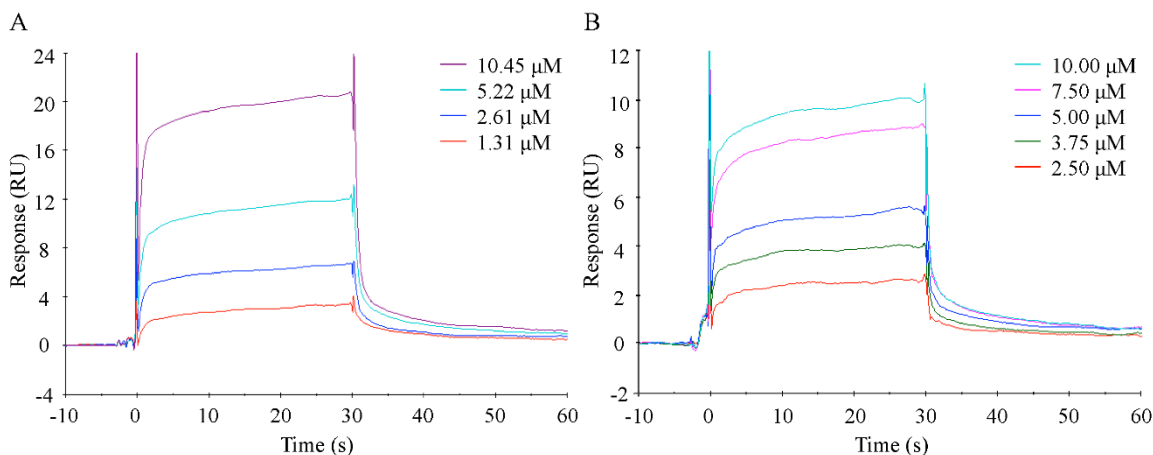 A
24
20
16
12
8
4
0
-4
-10
0
10
20
30
40
50
60
Response (RU)
Time (s)
10.45 μM
5.22 μM
2.61 μM
1.31 μM
B
12
10
8
6
4
2
0
-2
-10
0
10
20
30
40
50
60
Response (RU)
Time (s)
10.00 μM
7.50 μM
5.00 μM
3.75 μM
2.50 μM